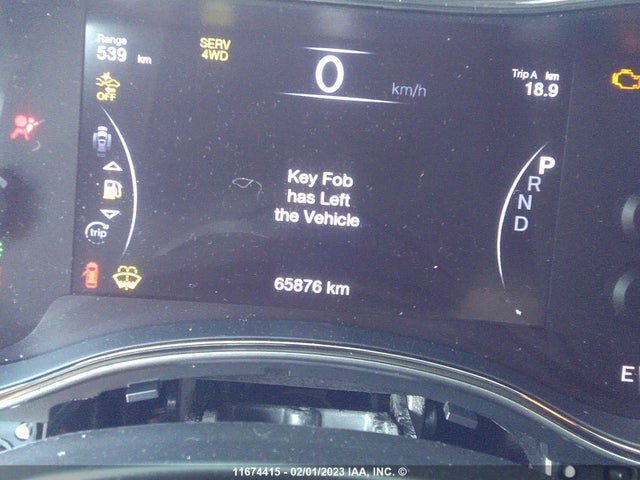 Range
539 km
SERV
4WD
0 km/h
Trip A km
18.9
OFF
P
R
N
D
Key Fob
has Left
the Vehicle
trip
65876 km
E
11674415 - 02/01/2023 IAA, INC. ©